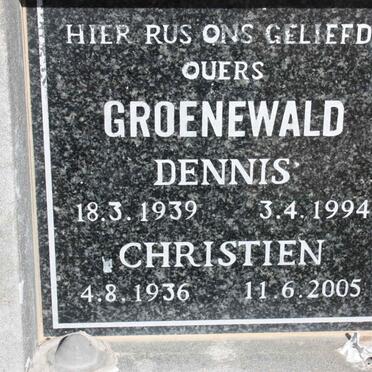 HIER RUS ONS GELIEFD
OUERS
GROENEWALD
DENNIS
18.3.1939 3.4.1994
CHRISTIEN
4.8.1936 11.6.2005